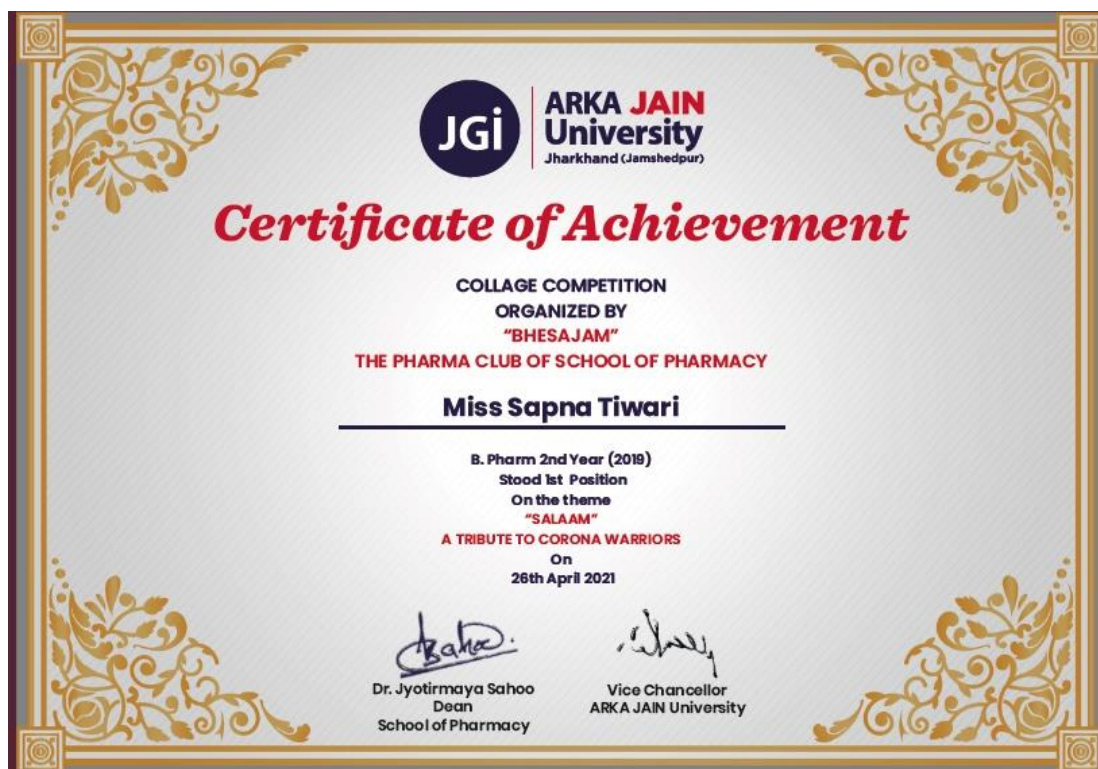 JGi
ARKA JAIN
University
Jharkhand (Jamshedpur)
Certificate of Achievement
COLLAGE COMPETITION
ORGANIZED BY
“BHESAJAM”
THE PHARMA CLUB OF SCHOOL OF PHARMACY
Miss Sapna Tiwari
B. Pharm 2nd Year (2019)
Stood 1st Position
On the theme
“SALAAM”
A TRIBUTE TO CORONA WARRIORS
On
26th April 2021
Dr. Jyotirmaya Sahoo
Dean
School of Pharmacy
Vice Chancellor
ARKA JAIN University